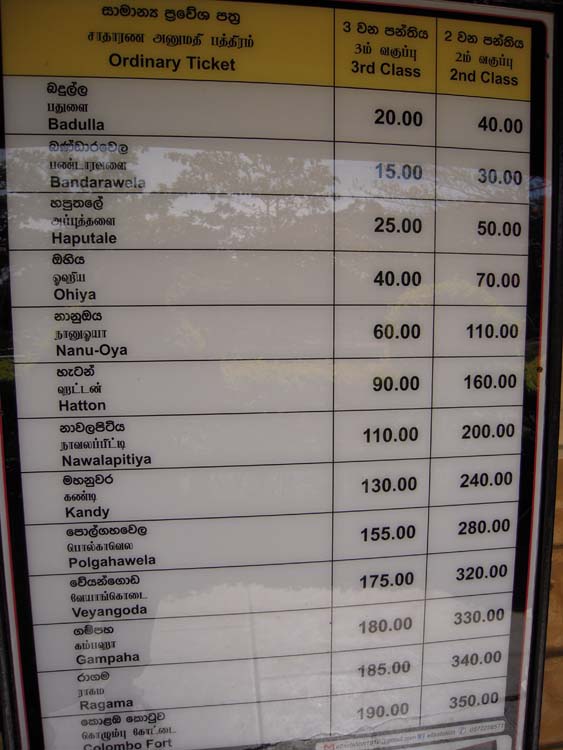 සාමාන්‍ය ප්‍රවේශ පත්‍ර
சாதாரண அனுமதி பத்திரம்
Ordinary Ticket
3 වන පන්තිය
3ம் வகுப்பு
3rd Class
2 වන පන්තිය
2ம் வகுப்பு
2nd Class
බදුල්ල
பதுளை
Badulla
20.00
40.00
බණ්ඩාරවෙල
பண்டாரவளை
Bandarawela
15.00
30.00
හපුතලේ
அப்புத்தளை
Haputale
25.00
50.00
ඔහිය
ஓஹிய
Ohiya
40.00
70.00
නානුඔය
நானுஓயா
Nanu-Oya
60.00
110.00
හැටන්
ஹட்டன்
Hatton
90.00
160.00
නාවලපිටිය
நாவலப்பிட்டி
Nawalapitiya
110.00
200.00
මහනුවර
கண்டி
Kandy
130.00
240.00
පොල්ගහවෙල
பொல்காவெல
Polgahawela
155.00
280.00
වේයන්ගොඩ
வேயாங்கொடை
Veyangoda
175.00
320.00
ගම්පහ
கம்பஹா
Gampaha
180.00
330.00
රාගම
ராகம
Ragama
185.00
340.00
කොළඹ කොටුව
கொழும்பு கோட்டை
Colombo Fort
190.00
350.00